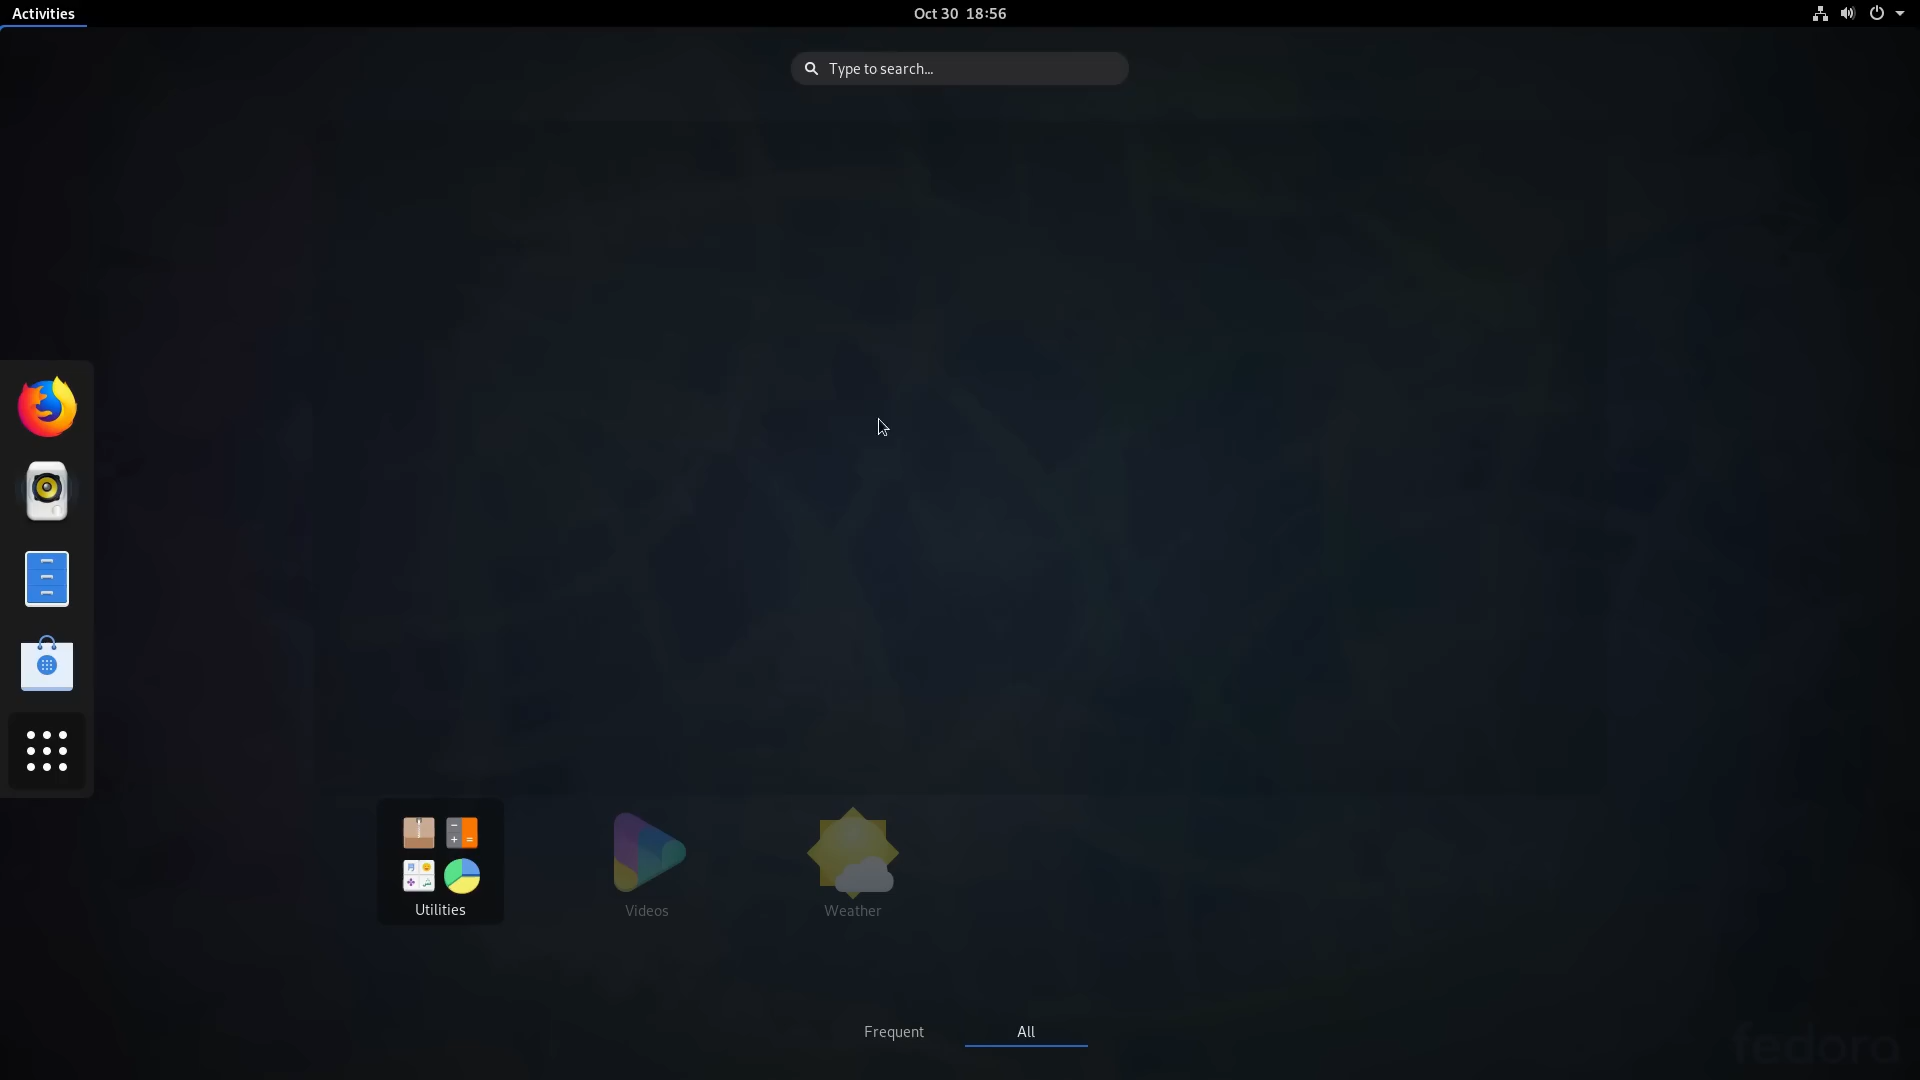 Activities
Oct 30 18:56
Type to search...
Utilities
Videos
Weather
Frequent
All
fedora